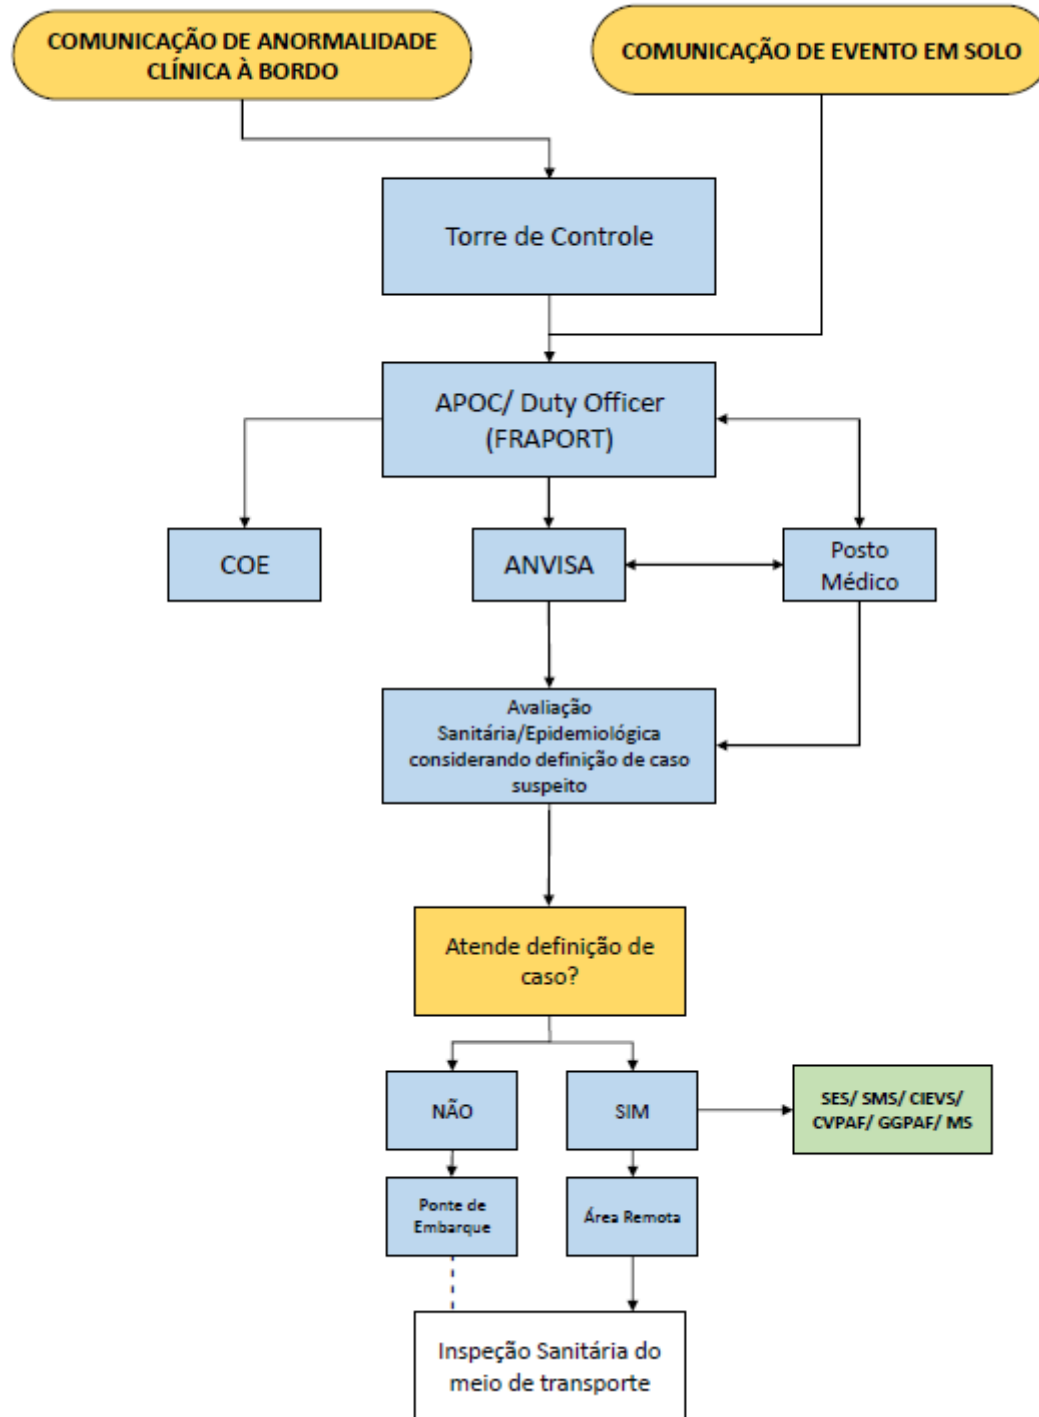 COMUNICAÇÃO DE ANORMALIDADE
CLÍNICA À BORDO
COMUNICAÇÃO DE EVENTO EM SOLO
Torre de Controle
APOC/ Duty Officer
(FRAPORT)
COE
ANVISA
Posto
Médico
Avaliação
Sanitária/Epidemiológica
considerando definição de caso
suspeito
Atende definição de
caso?
NÃO
SIM
SES/ SMS/ CIEVS/
CVPAF/ GGPAF/ MS
Ponte de
Embarque
Área Remota
Inspeção Sanitária do
meio de transporte